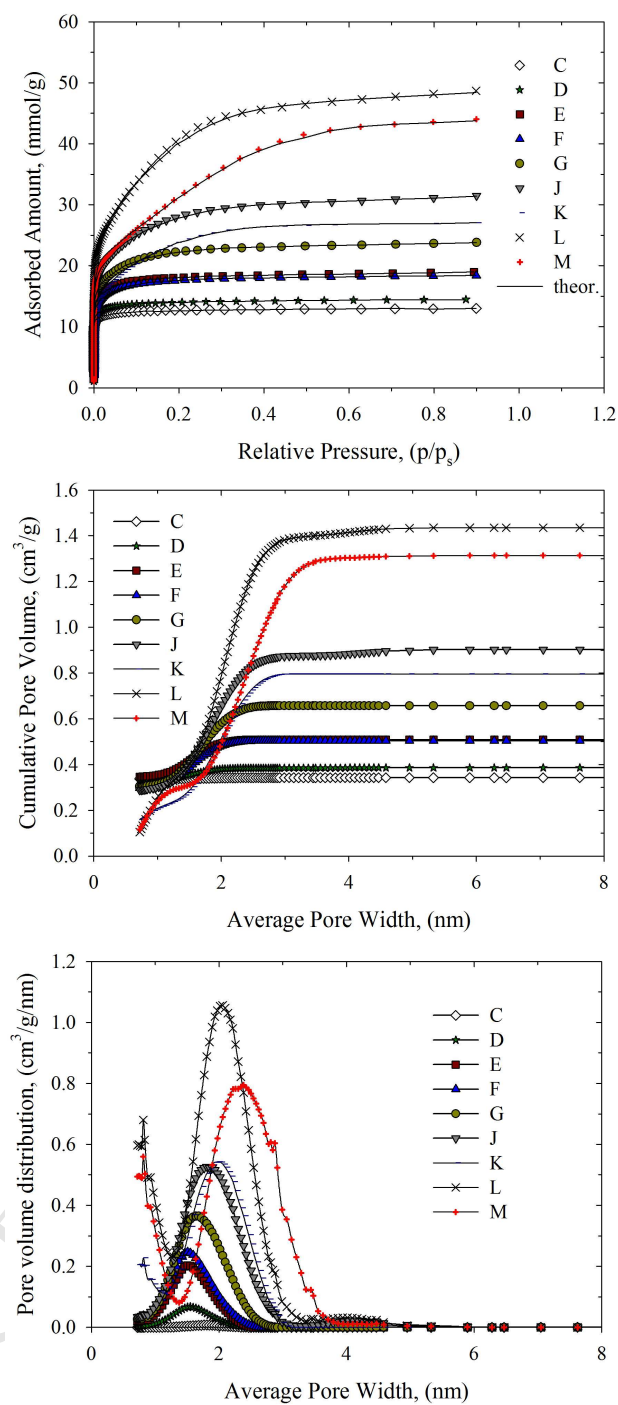 60
50
40
30
20
10
0
Adsorbed Amount, (mmol/g)
C
D
E
F
G
J
K
L
M
theor.
0.0 0.2 0.4 0.6 0.8 1.0 1.2
Relative Pressure, (p/ps)
1.6
1.4
1.2
1.0
0.8
0.6
0.4
0.2
0.0
Cumulative Pore Volume, (cm3/g)
C
D
E
F
G
J
K
L
M
0 2 4 6 8
Average Pore Width, (nm)
1.2
1.0
0.8
0.6
0.4
0.2
0.0
Pore volume distribution, (cm3/g/nm)
C
D
E
F
G
J
K
L
M
0 2 4 6 8
Average Pore Width, (nm)